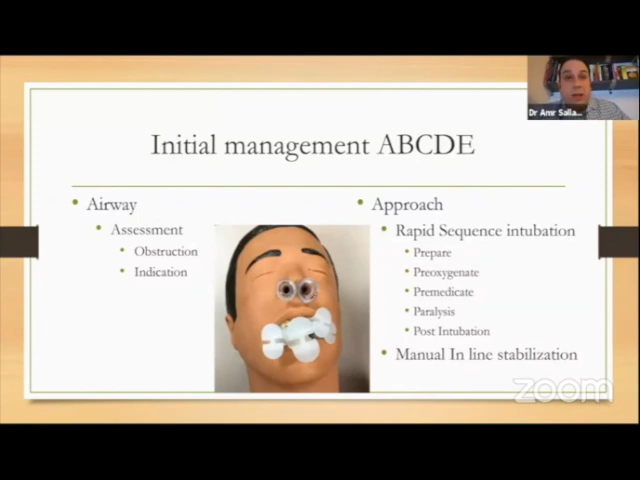 Dr Amr Salla...
Initial management ABCDE
Airway
Assessment
Obstruction
Indication
Approach
Rapid Sequence intubation
Prepare
Preoxygenate
Premedicate
Paralysis
Post Intubation
Manual In line stabilization
zoom